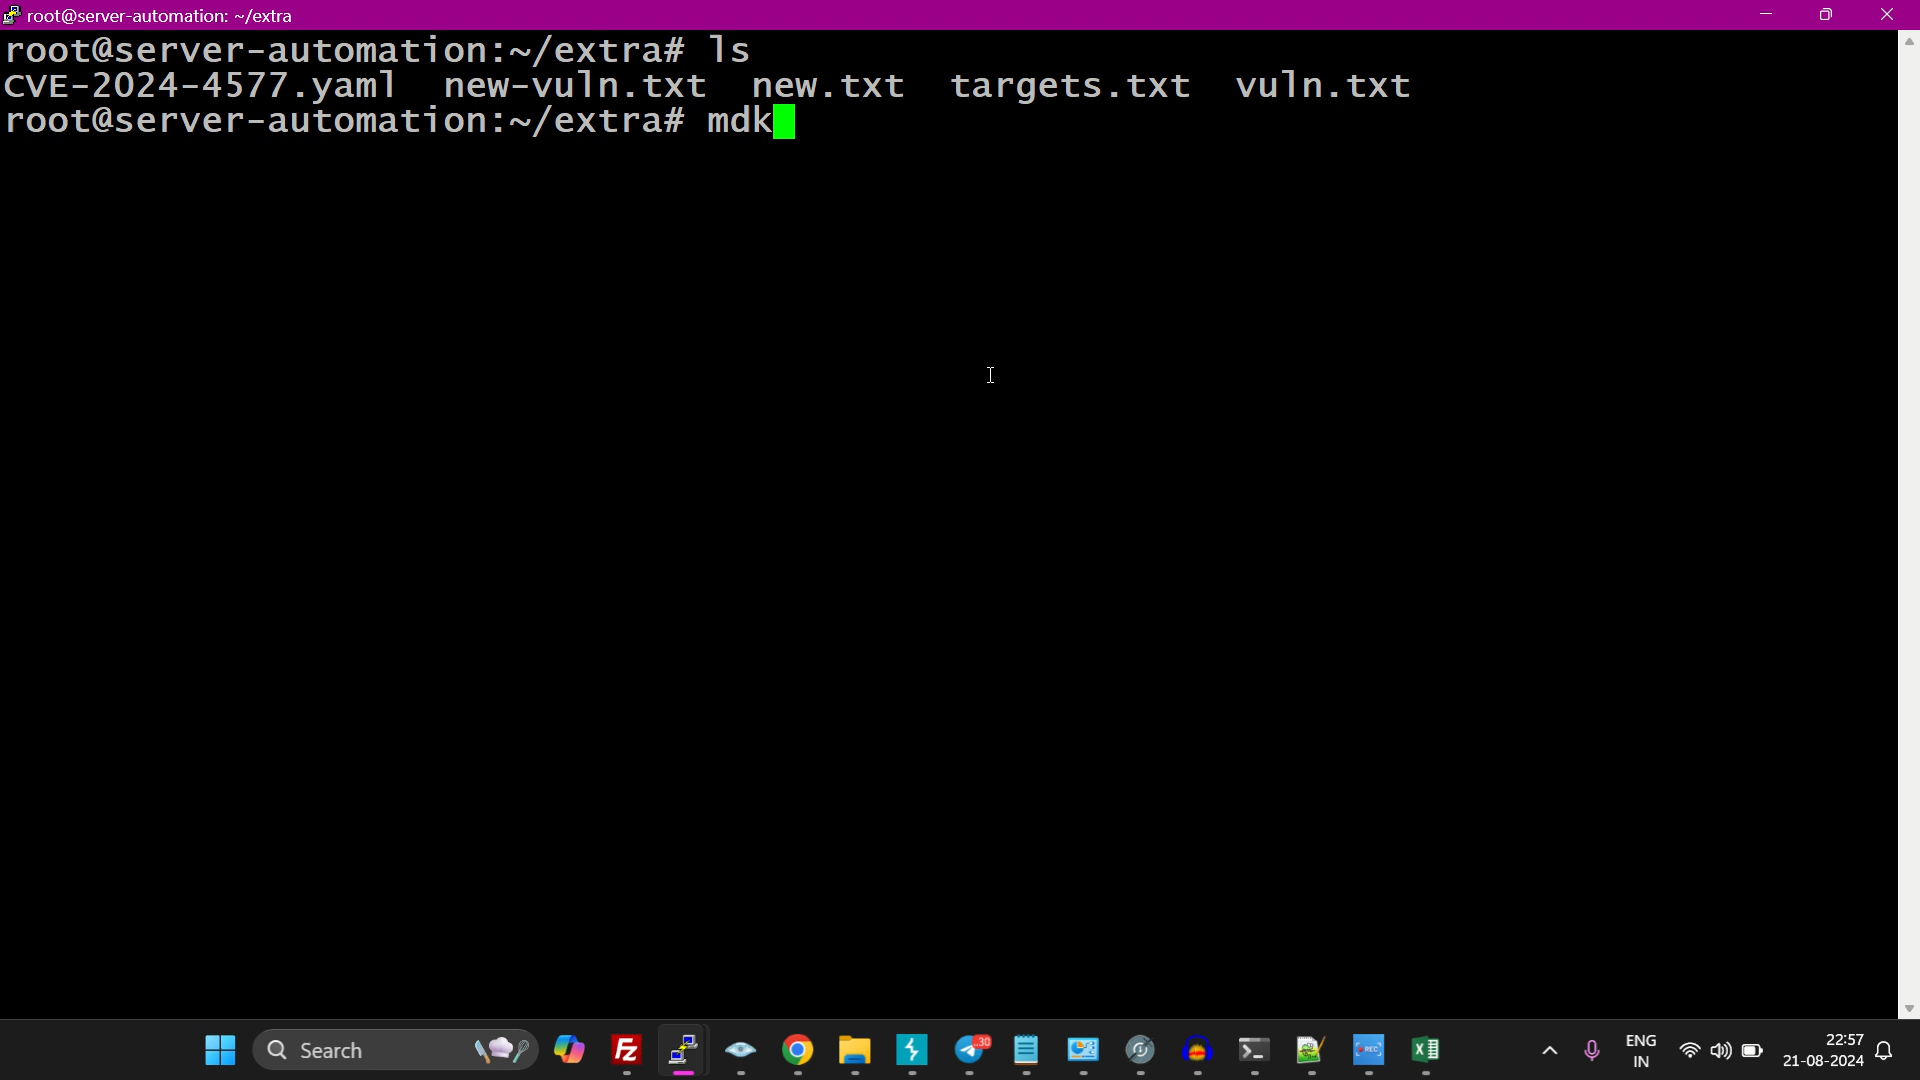 root@server-automation: ~/extra
root@server-automation:~/extra# ls
CVE-2024-4577.yaml  new-vuln.txt  new.txt  targets.txt  vuln.txt
root@server-automation:~/extra# mdk
Search
30
REC
ENG
IN
22:57
21-08-2024